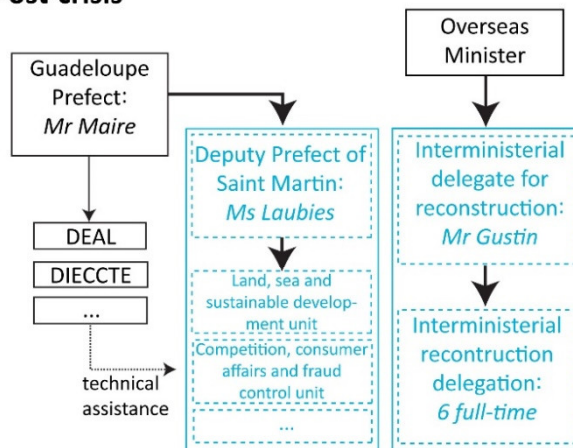 ost-crisis
Overseas
Minister
Guadeloupe
Prefect:
Mr Maire
Deputy Prefect of
Saint Martin:
Ms Laubies
Interministerial
delegate for
reconstruction:
Mr Gustin
DEAL
DIECCTE
...
Land, sea and
sustainable develop-
ment unit
Competition, consumer
affairs and fraud
control unit
...
technical
assistance
Interministerial
recontruction
delegation:
6 full-time